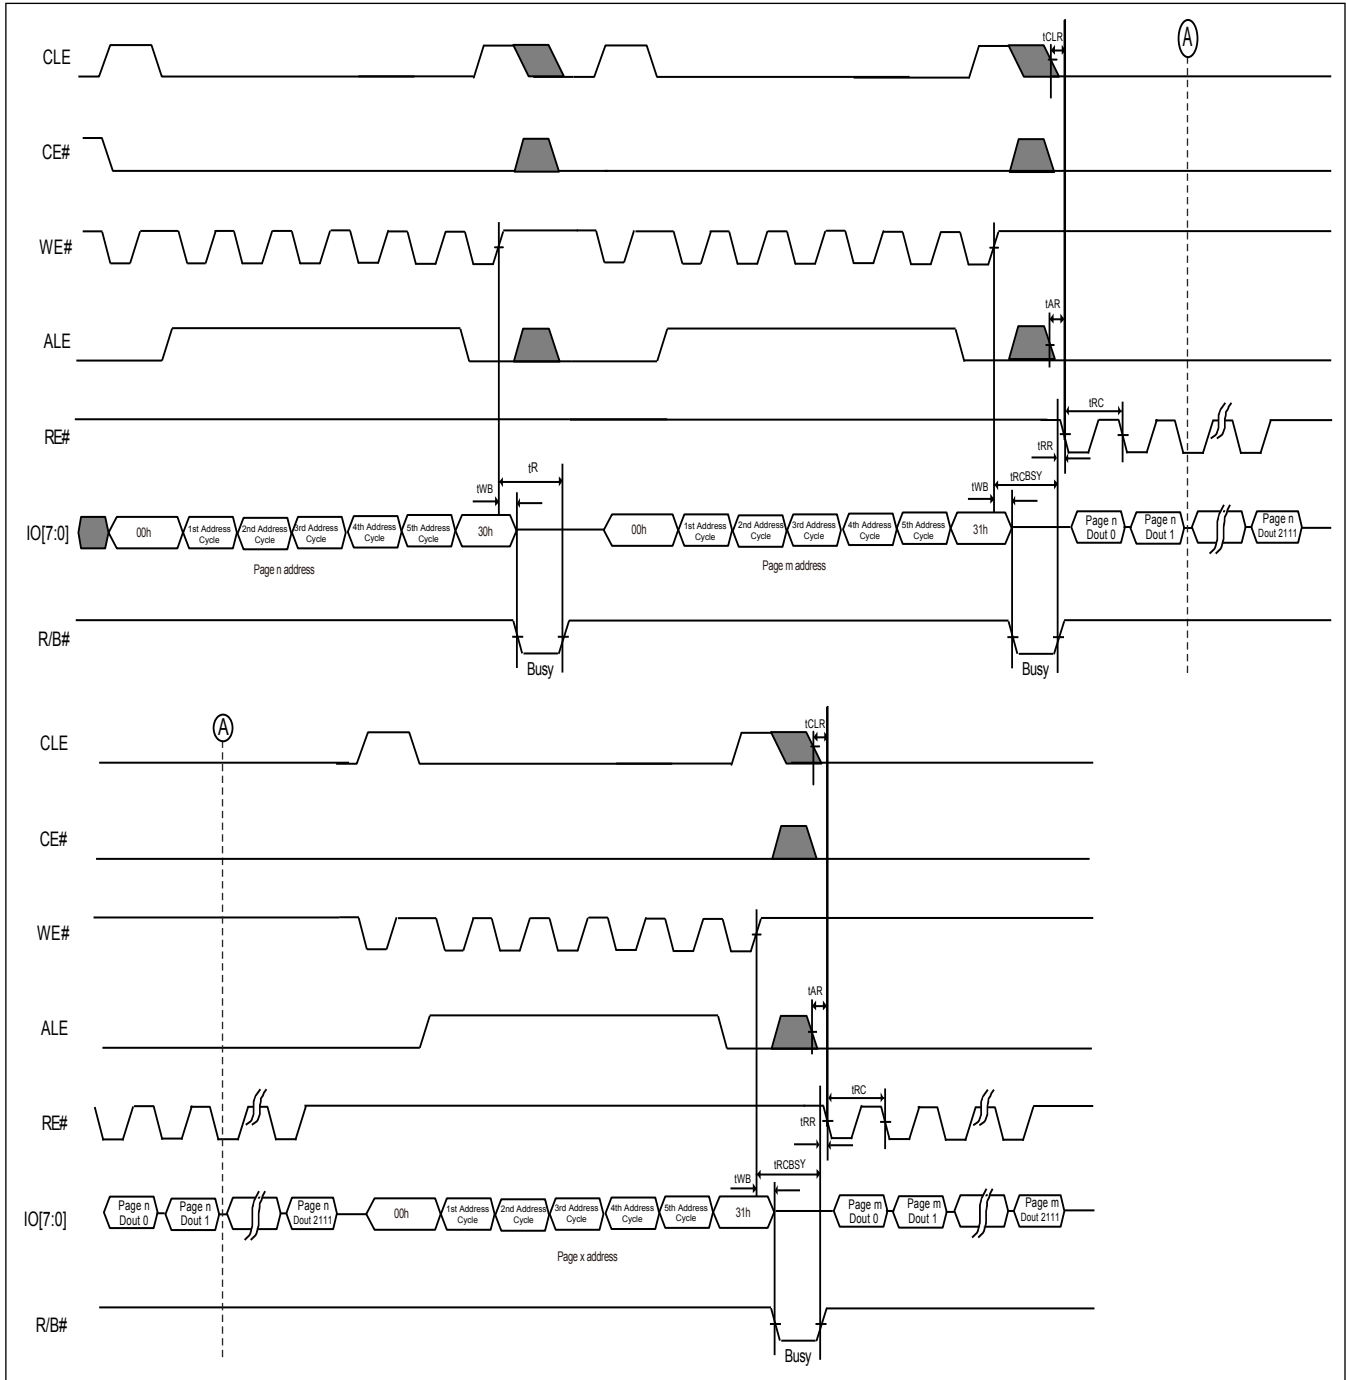 tCLR
A
CLE
CE#
WE#
tAR
ALE
tRC
RE#
tRR
tR
tRCBSY
tWB
tWB
IO[7:0]
00h
1st Address Cycle
2nd Address Cycle
3rd Address Cycle
4th Address Cycle
5th Address Cycle
30h
00h
1st Address Cycle
2nd Address Cycle
3rd Address Cycle
4th Address Cycle
5th Address Cycle
31h
Page n Dout 0
Page n Dout 1
Page n Dout 2111
Page n address
Page m address
R/B#
Busy
Busy
A
tCLR
CLE
CE#
WE#
tAR
ALE
tRC
RE#
tRR
tRCBSY
tWB
IO[7:0]
Page n Dout 0
Page n Dout 1
Page n Dout 2111
00h
1st Address Cycle
2nd Address Cycle
3rd Address Cycle
4th Address Cycle
5th Address Cycle
31h
Page m Dout 0
Page m Dout 1
Page m Dout 2111
Page x address
R/B#
Busy